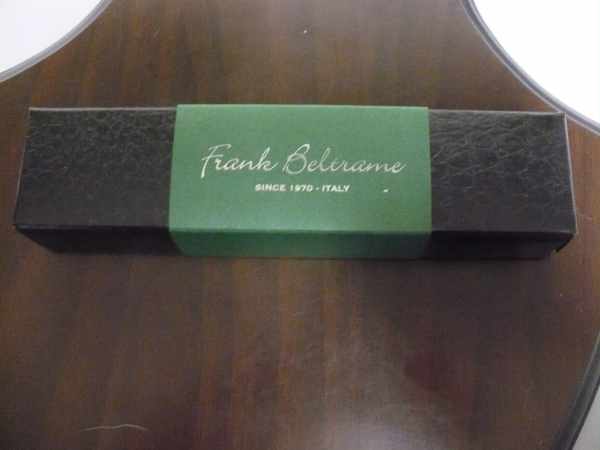 Frank Beltrame
SINCE 1970 - ITALY